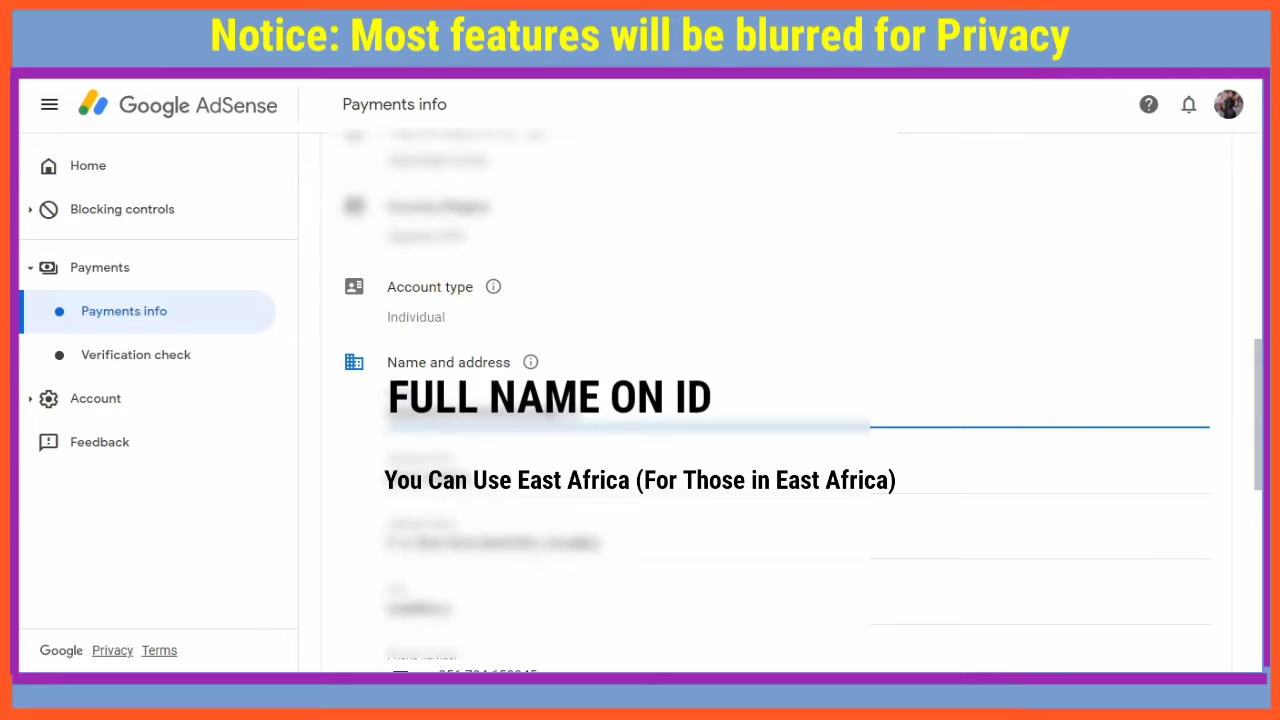 Notice: Most features will be blurred for Privacy
Google AdSense
Payments info
Home
Blocking controls
Payments
Payments info
Verification check
Account
Feedback
Google Privacy Terms
Account type
Individual
Name and address
FULL NAME ON ID
You Can Use East Africa (For Those in East Africa)